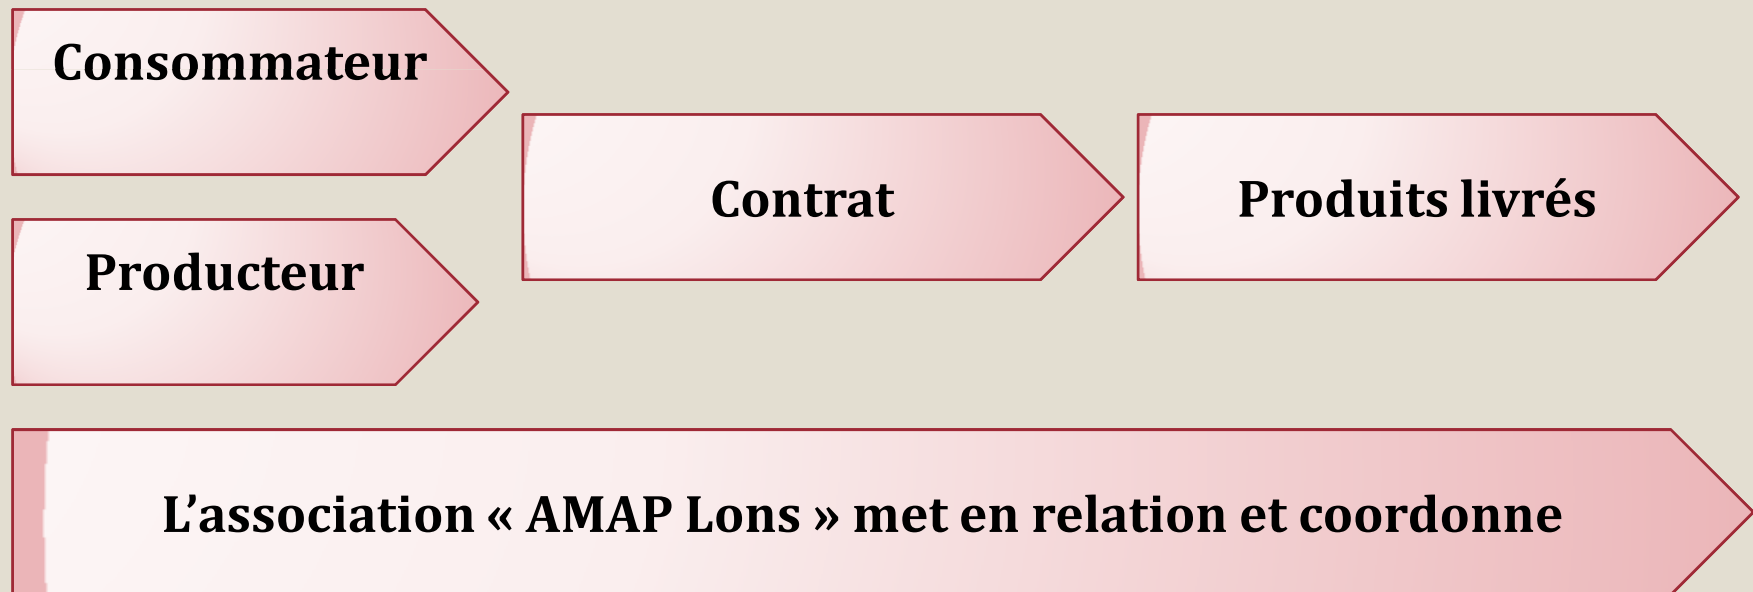 Consommateur
Producteur
Contrat
Produits livrés
L’association « AMAP Lons » met en relation et coordonne